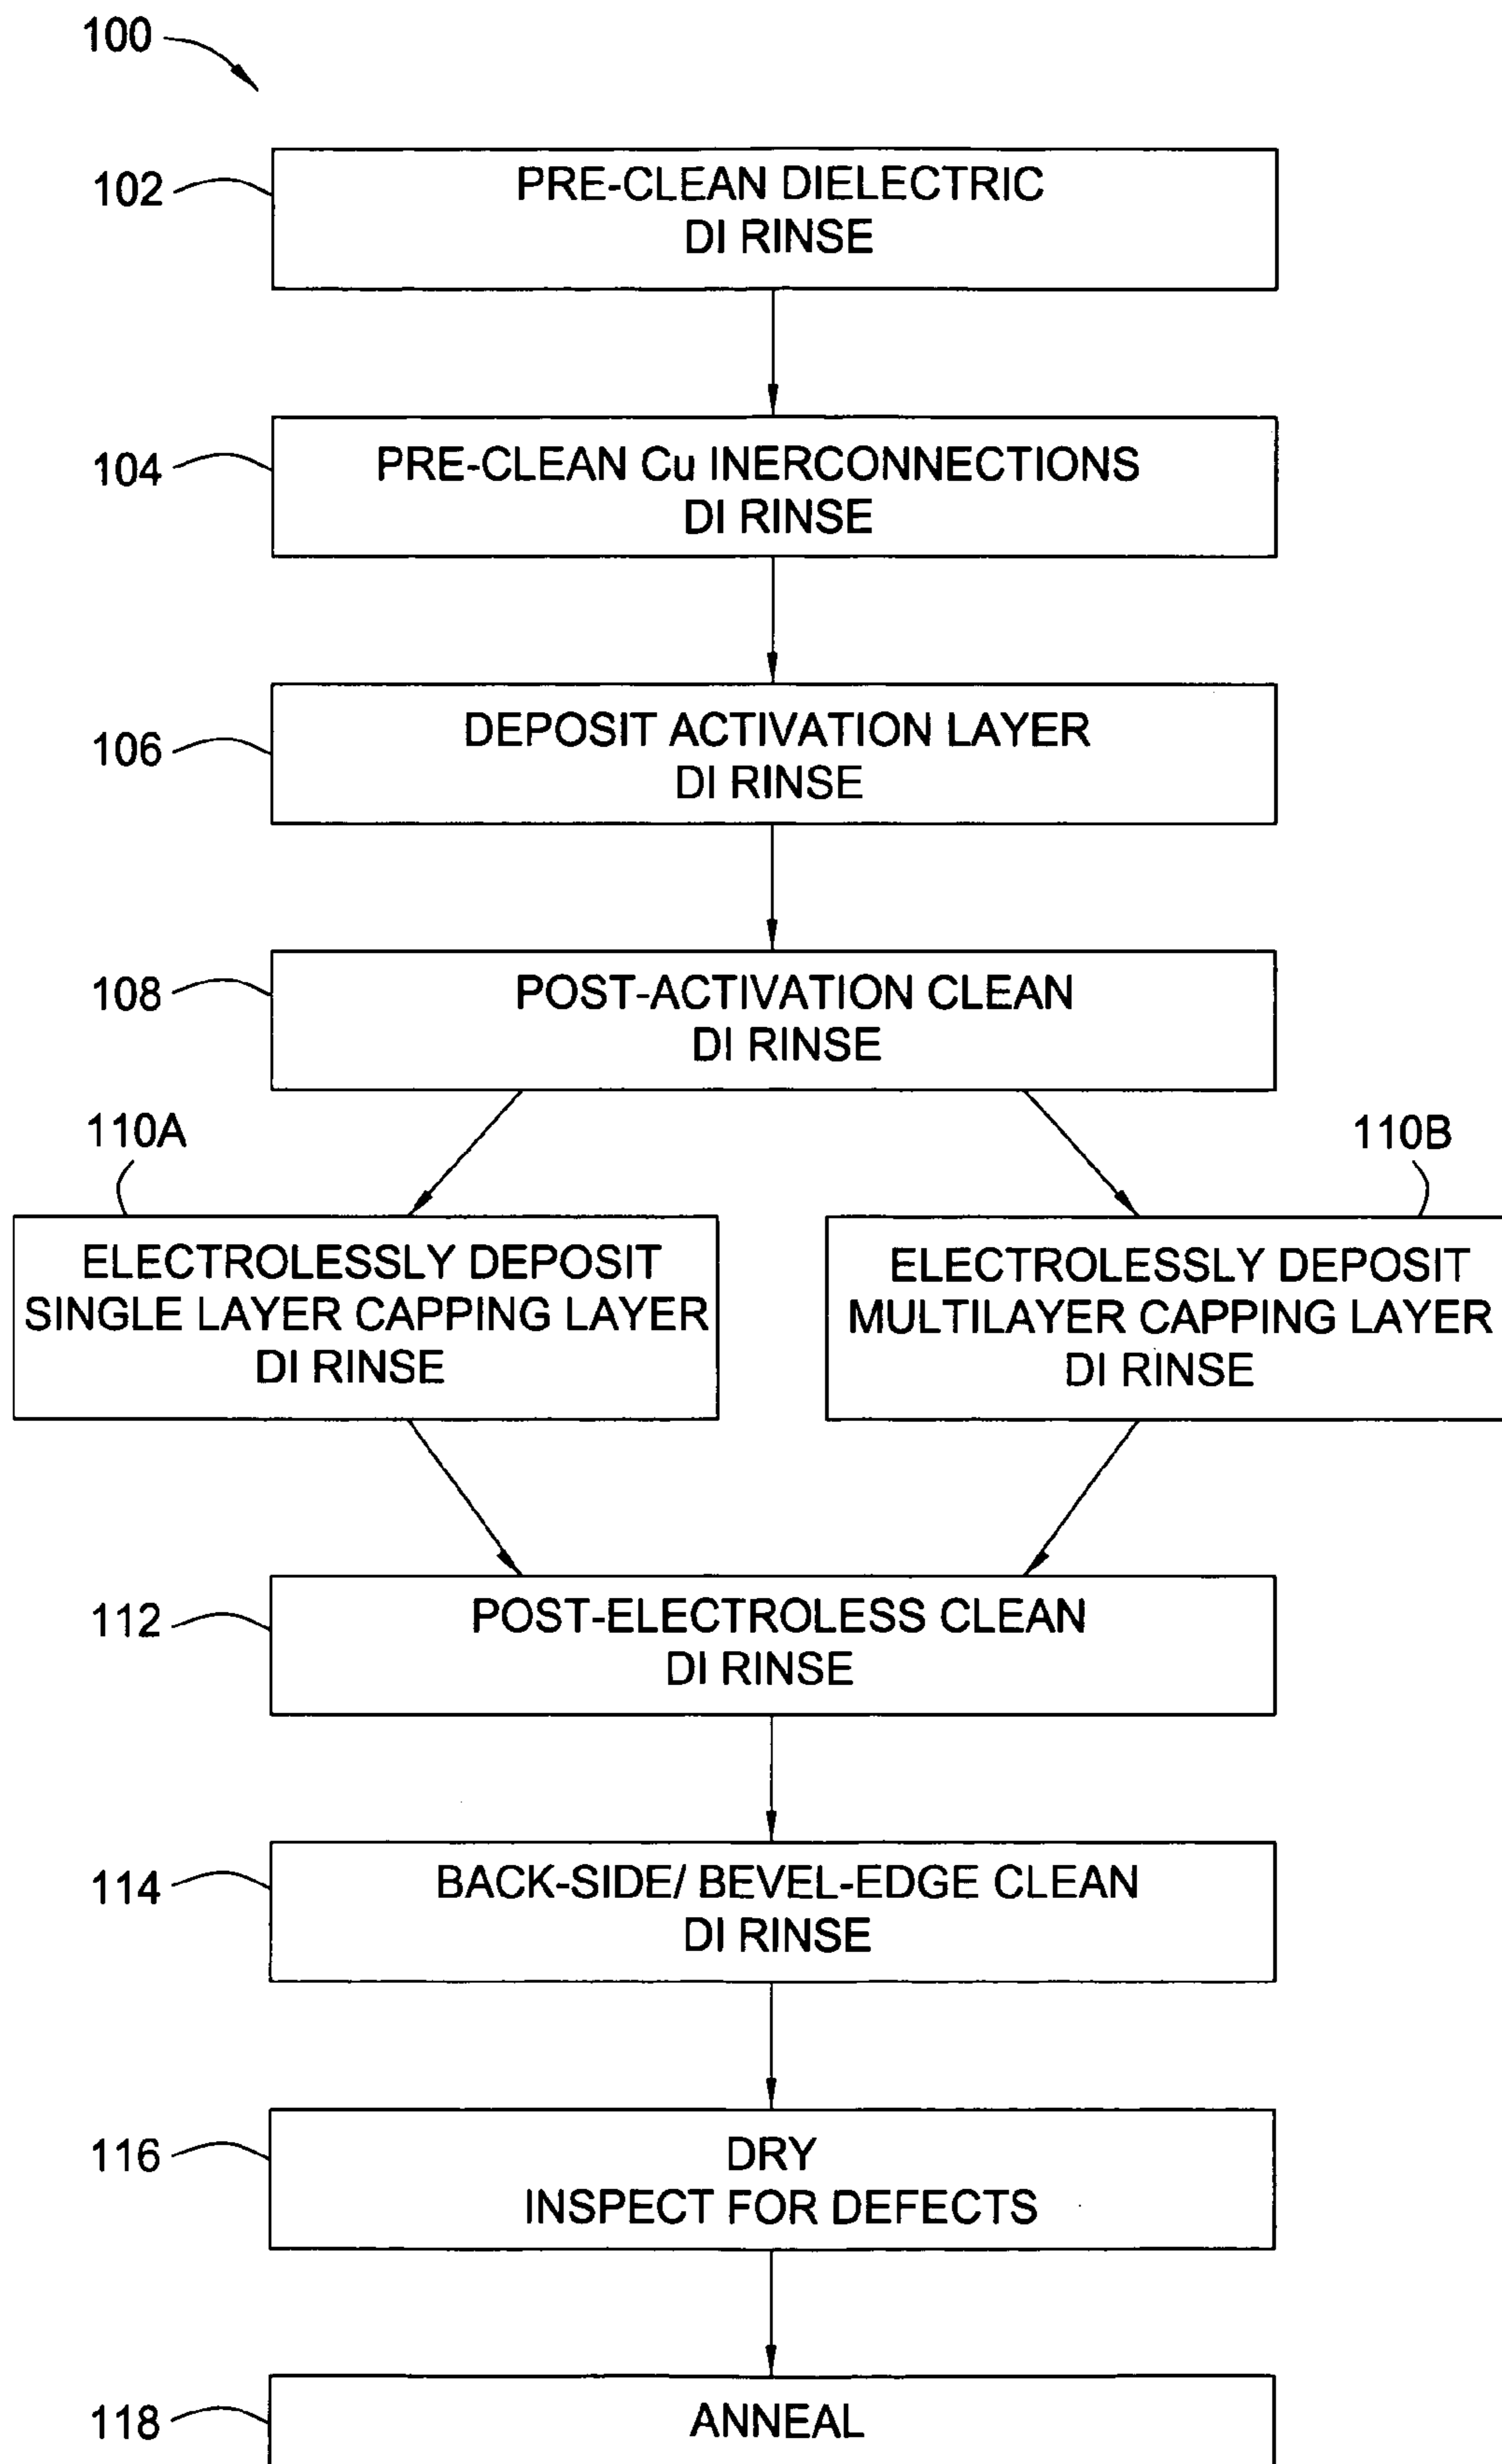 100
102
PRE-CLEAN DIELECTRIC
DI RINSE
104
PRE-CLEAN Cu INERCONNECTIONS
DI RINSE
106
DEPOSIT ACTIVATION LAYER
DI RINSE
108
POST-ACTIVATION CLEAN
DI RINSE
110A
ELECTROLESSLY DEPOSIT
SINGLE LAYER CAPPING LAYER
DI RINSE
110B
ELECTROLESSLY DEPOSIT
MULTILAYER CAPPING LAYER
DI RINSE
112
POST-ELECTROLESS CLEAN
DI RINSE
114
BACK-SIDE/ BEVEL-EDGE CLEAN
DI RINSE
116
DRY
INSPECT FOR DEFECTS
118
ANNEAL